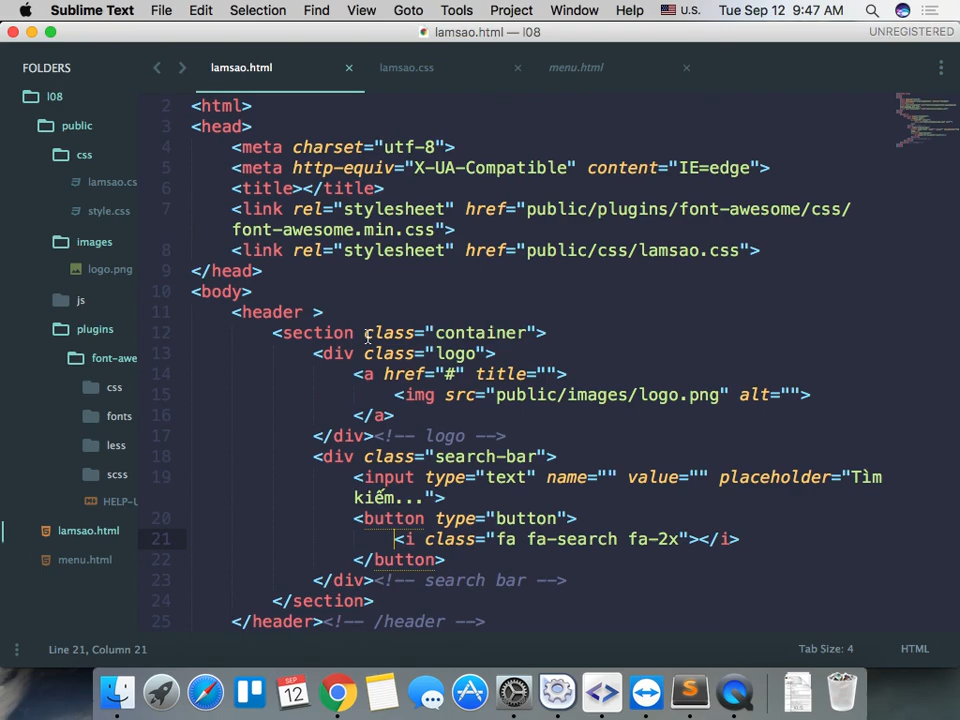 Sublime Text File Edit Selection Find View Goto Tools Project Window Help U.S. Tue Sep 12 9:47 AM
lamsao.html — l08 UNREGISTERED
FOLDERS
l08
public
css
lamsao.cs
style.css
images
logo.png
js
plugins
font-awe
css
fonts
less
scss
HELP-U
lamsao.html
menu.html
lamsao.html × lamsao.css × menu.html ×
2 <html>
3 <head>
4 <meta charset="utf-8">
5 <meta http-equiv="X-UA-Compatible" content="IE=edge">
6 <title></title>
7 <link rel="stylesheet" href="public/plugins/font-awesome/css/
font-awesome.min.css">
8 <link rel="stylesheet" href="public/css/lamsao.css">
9 </head>
10 <body>
11 <header >
12 <section class="container">
13 <div class="logo">
14 <a href="#" title="">
15 <img src="public/images/logo.png" alt="">
16 </a>
17 </div><!-- logo -->
18 <div class="search-bar">
19 <input type="text" name="" value="" placeholder="Tìm
kiếm...">
20 <button type="button">
21 <i class="fa fa-search fa-2x"></i>
22 </button>
23 </div><!-- search bar -->
24 </section>
25 </header><!-- /header -->
Line 21, Column 21 Tab Size: 4 HTML
SEP
12